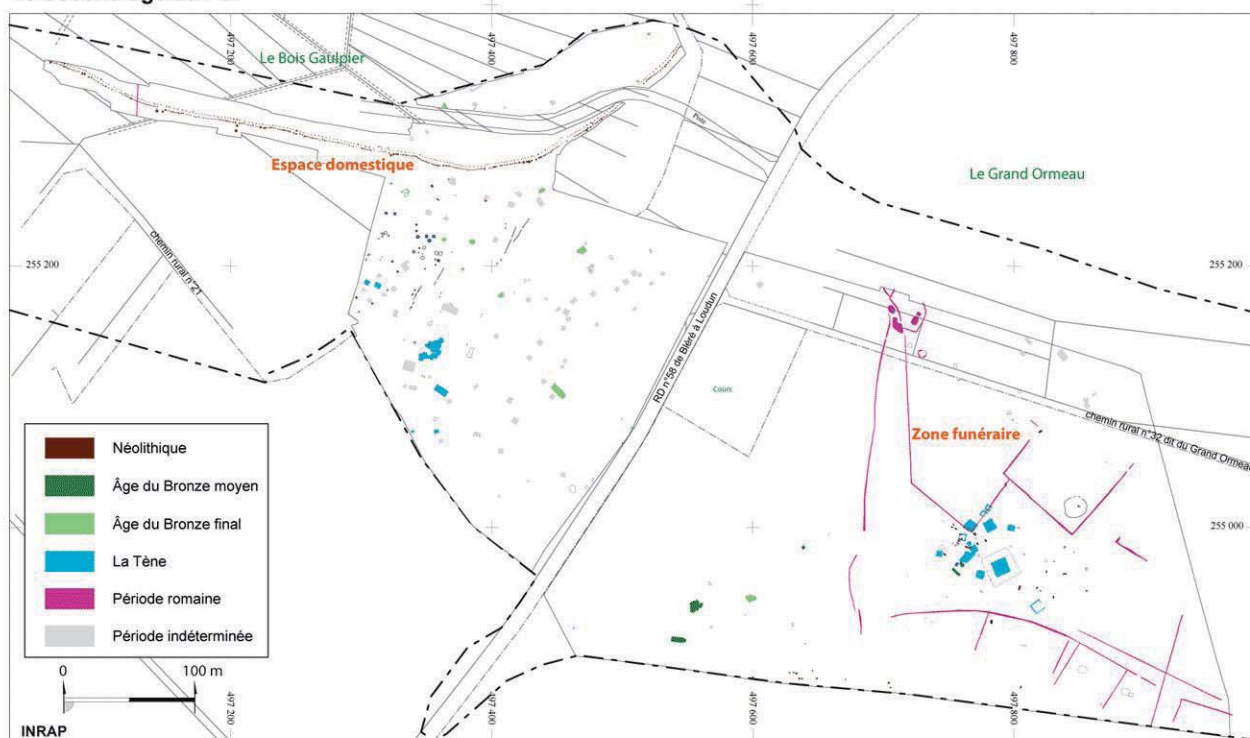 497 200
497 400
497 600
497 800
Le Bois Gaulpier
Piste
Espace domestique
Le Grand Ormeau
chemin rural n°21
255 200
255 200
RD n°58 de Bléré à Loudun
Cours
chemin rural n°32 dit du Grand Ormeau
Zone funéraire
Néolithique
Âge du Bronze moyen
Âge du Bronze final
La Tène
Période romaine
Période indéterminée
255 000
0 100 m
INRAP
497 200
497 400
497 600
497 800